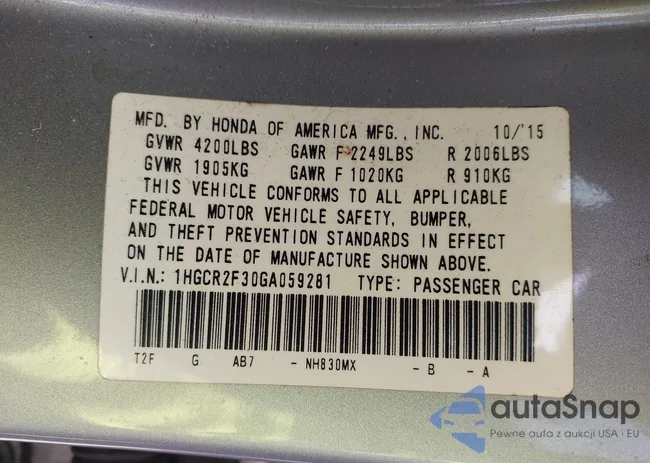 MFD. BY HONDA OF AMERICA MFG., INC. 10/'15
GVWR 4200LBS GAWR F 2249LBS R 2006LBS
GVWR 1905KG GAWR F 1020KG R 910KG
THIS VEHICLE CONFORMS TO ALL APPLICABLE
FEDERAL MOTOR VEHICLE SAFETY, BUMPER,
AND THEFT PREVENTION STANDARDS IN EFFECT
ON THE DATE OF MANUFACTURE SHOWN ABOVE.
V.I.N.: 1HGCR2F30GA059281 TYPE: PASSENGER CAR
T2F G AB7 - NH830MX - B - A
autaSnap
Pewne auta z aukcji USA i EU